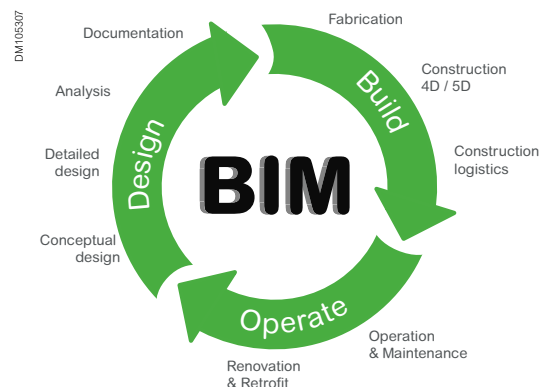 DM105307
Documentation
Analysis
Detailed
design
Conceptual
design
Design
BIM
Fabrication
Build
Construction
4D / 5D
Construction
logistics
Operate
Operation
& Maintenance
Renovation
& Retrofit